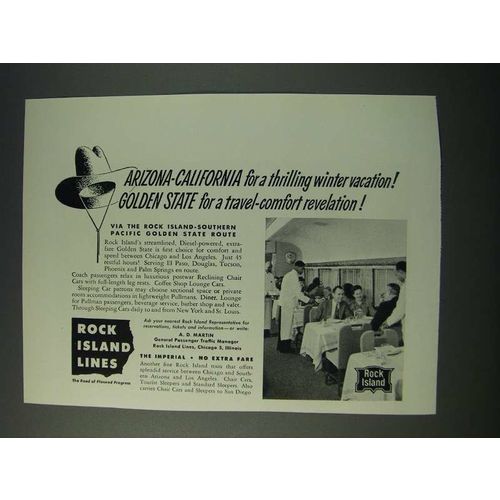 ARIZONA-CALIFORNIA for a thrilling winter vacation!
GOLDEN STATE for a travel-comfort revelation!
VIA THE ROCK ISLAND-SOUTHERN
PACIFIC GOLDEN STATE ROUTE
Rock Island's streamlined, Diesel-powered, extra-
fare Golden State is first choice for comfort and
speed between Chicago and Los Angeles. Just 45
restful hours! Serving El Paso, Douglas, Tucson,
Phoenix and Palm Springs en route.
Coach passengers relax in luxurious postwar Reclining Chair
Cars with full-length leg rests. Coffee Shop Lounge Cars.
Sleeping Car patrons may choose sectional space or private
room accommodations in lightweight Pullmans. Diner. Lounge
for Pullman passengers, beverage service, barber shop and valet.
Through Sleeping Cars daily to and from New York and St. Louis.
Ask your nearest Rock Island Representative for
reservations, tickets and information—or write:
A. D. MARTIN
General Passenger Traffic Manager
Rock Island Lines, Chicago 5, Illinois
THE IMPERIAL • NO EXTRA FARE
Another fine Rock Island train that offers
splendid service between Chicago and South-
ern Arizona and Los Angeles. Chair Cars,
Tourist Sleepers and Standard Sleepers. Also
carries Chair Cars and Sleepers to San Diego
ROCK
ISLAND
LINES
The Road of Planned Progress
Rock
Island